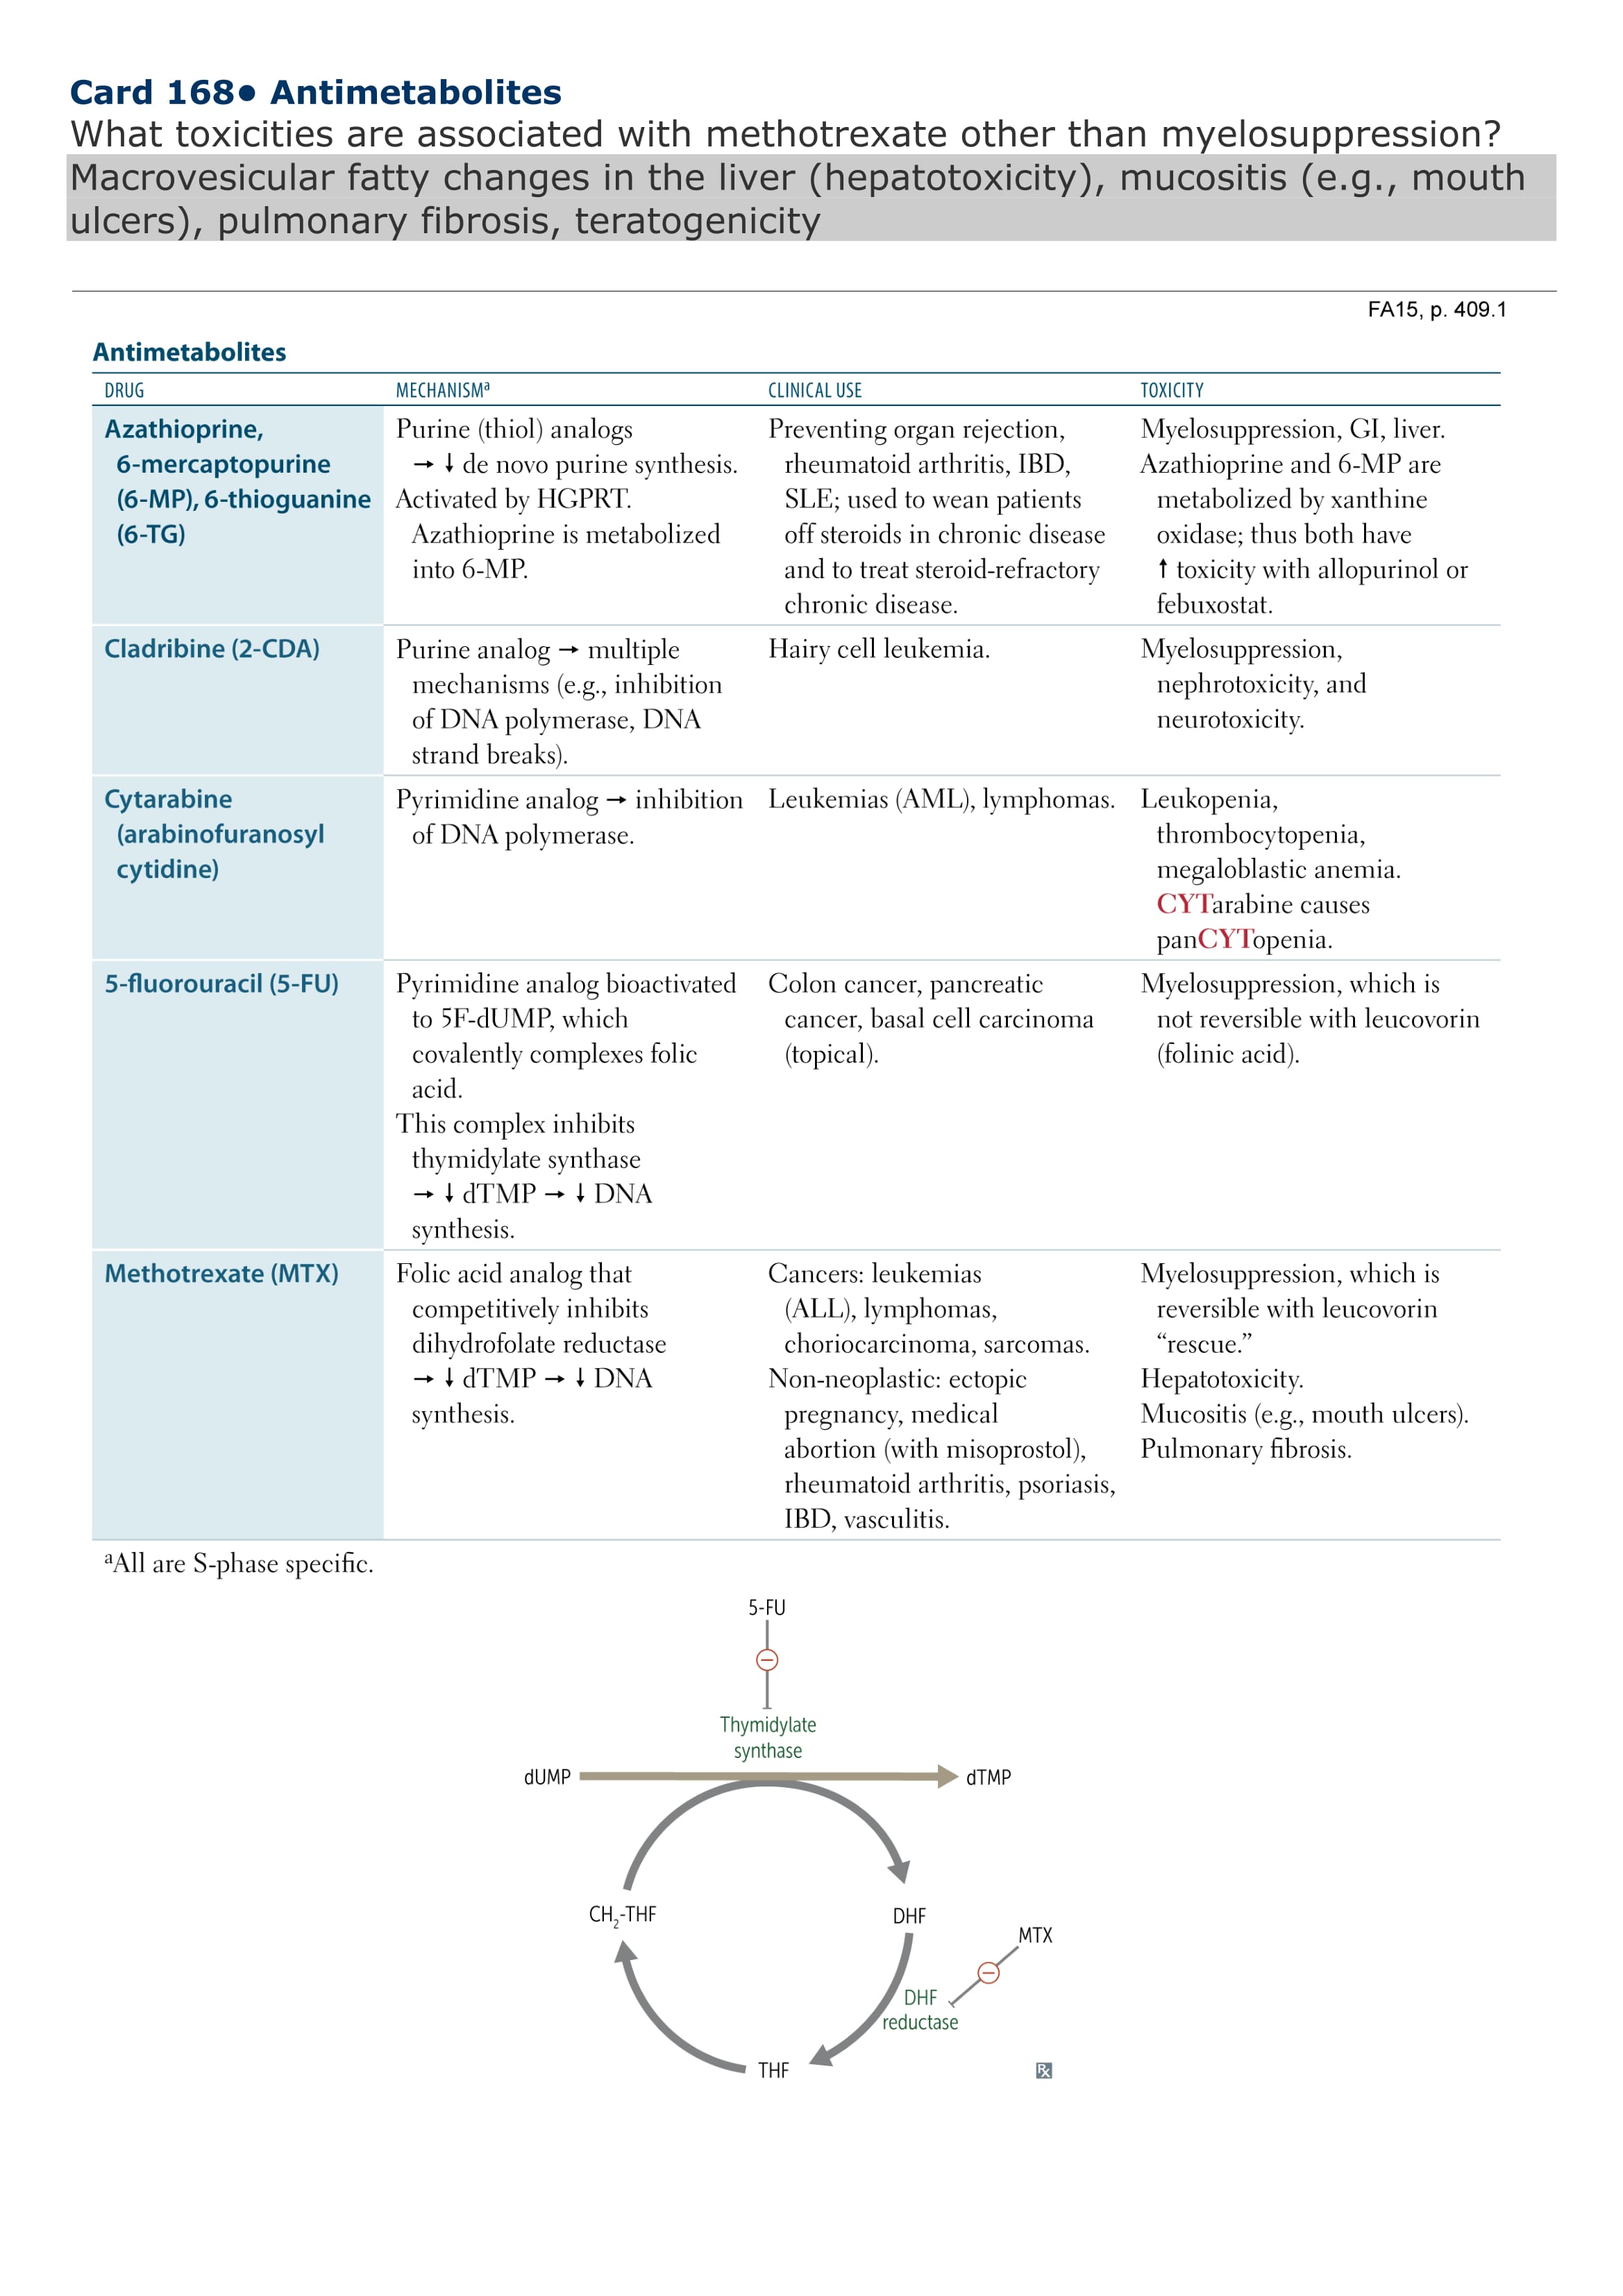 Card 168● Antimetabolites
What toxicities are associated with methotrexate other than myelosuppression?
Macrovesicular fatty changes in the liver (hepatotoxicity), mucositis (e.g., mouth
ulcers), pulmonary fibrosis, teratogenicity
FA15, p. 409.1
Antimetabolites
DRUG MECHANISMᵃ CLINICAL USE TOXICITY
Azathioprine,
6-mercaptopurine
(6-MP), 6-thioguanine
(6-TG)
Purine (thiol) analogs
→ ↓ de novo purine synthesis.
Activated by HGPRT.
Azathioprine is metabolized
into 6-MP.
Preventing organ rejection,
rheumatoid arthritis, IBD,
SLE; used to wean patients
off steroids in chronic disease
and to treat steroid-refractory
chronic disease.
Myelosuppression, GI, liver.
Azathioprine and 6-MP are
metabolized by xanthine
oxidase; thus both have
↑ toxicity with allopurinol or
febuxostat.
Cladribine (2-CDA)
Purine analog → multiple
mechanisms (e.g., inhibition
of DNA polymerase, DNA
strand breaks).
Hairy cell leukemia.
Myelosuppression,
nephrotoxicity, and
neurotoxicity.
Cytarabine
(arabinofuranosyl
cytidine)
Pyrimidine analog → inhibition
of DNA polymerase.
Leukemias (AML), lymphomas.
Leukopenia,
thrombocytopenia,
megaloblastic anemia.
CYTarabine causes
panCYTopenia.
5-fluorouracil (5-FU)
Pyrimidine analog bioactivated
to 5F-dUMP, which
covalently complexes folic
acid.
This complex inhibits
thymidylate synthase
→ ↓ dTMP → ↓ DNA
synthesis.
Colon cancer, pancreatic
cancer, basal cell carcinoma
(topical).
Myelosuppression, which is
not reversible with leucovorin
(folinic acid).
Methotrexate (MTX)
Folic acid analog that
competitively inhibits
dihydrofolate reductase
→ ↓ dTMP → ↓ DNA
synthesis.
Cancers: leukemias
(ALL), lymphomas,
choriocarcinoma, sarcomas.
Non-neoplastic: ectopic
pregnancy, medical
abortion (with misoprostol),
rheumatoid arthritis, psoriasis,
IBD, vasculitis.
Myelosuppression, which is
reversible with leucovorin
“rescue.”
Hepatotoxicity.
Mucositis (e.g., mouth ulcers).
Pulmonary fibrosis.
ᵃAll are S-phase specific.
5-FU
Thymidylate
synthase
dUMP
dTMP
CH₂-THF
DHF
MTX
DHF
reductase
THF
Rx